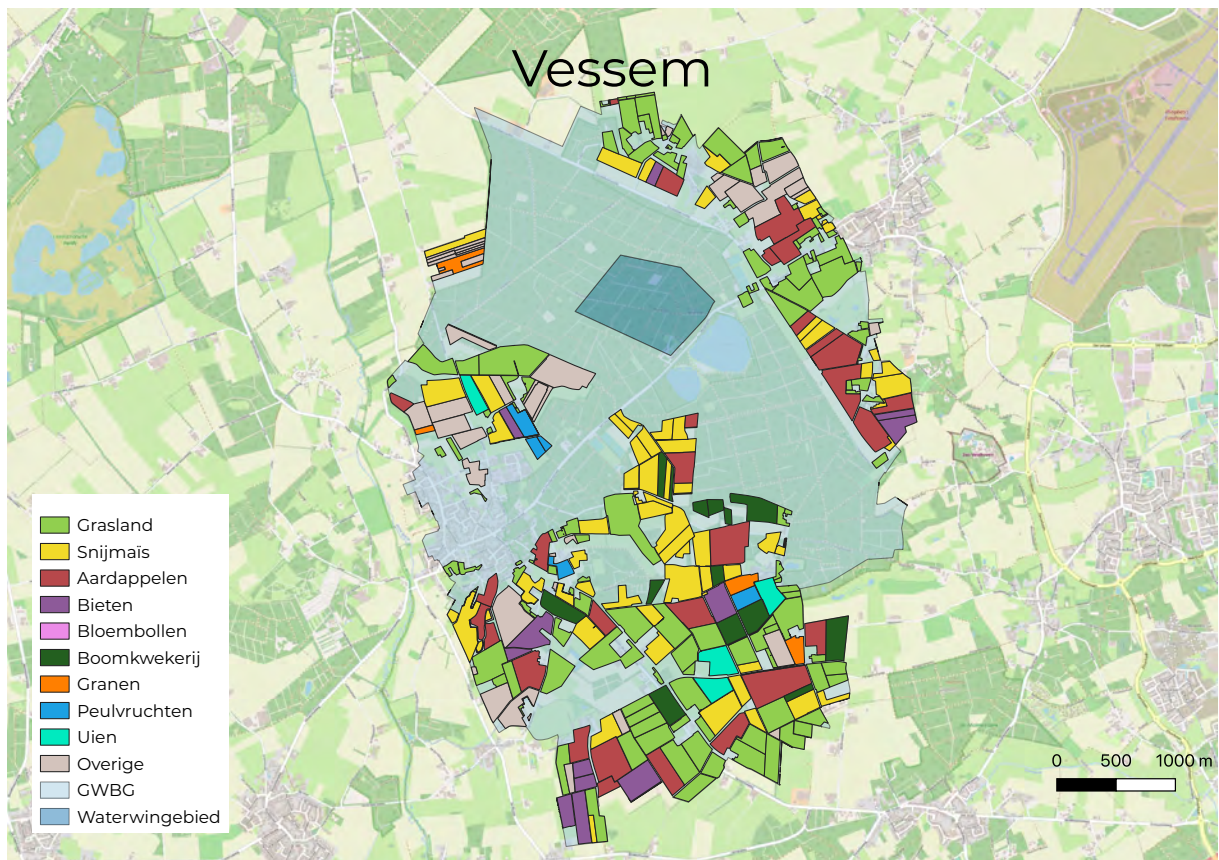 Vessem
Grasland
Snijmaïs
Aardappelen
Bieten
Bloembollen
Boomkwekerij
Granen
Peulvruchten
Uien
Overige
GWBG
Waterwingebied
0 500 1000 m